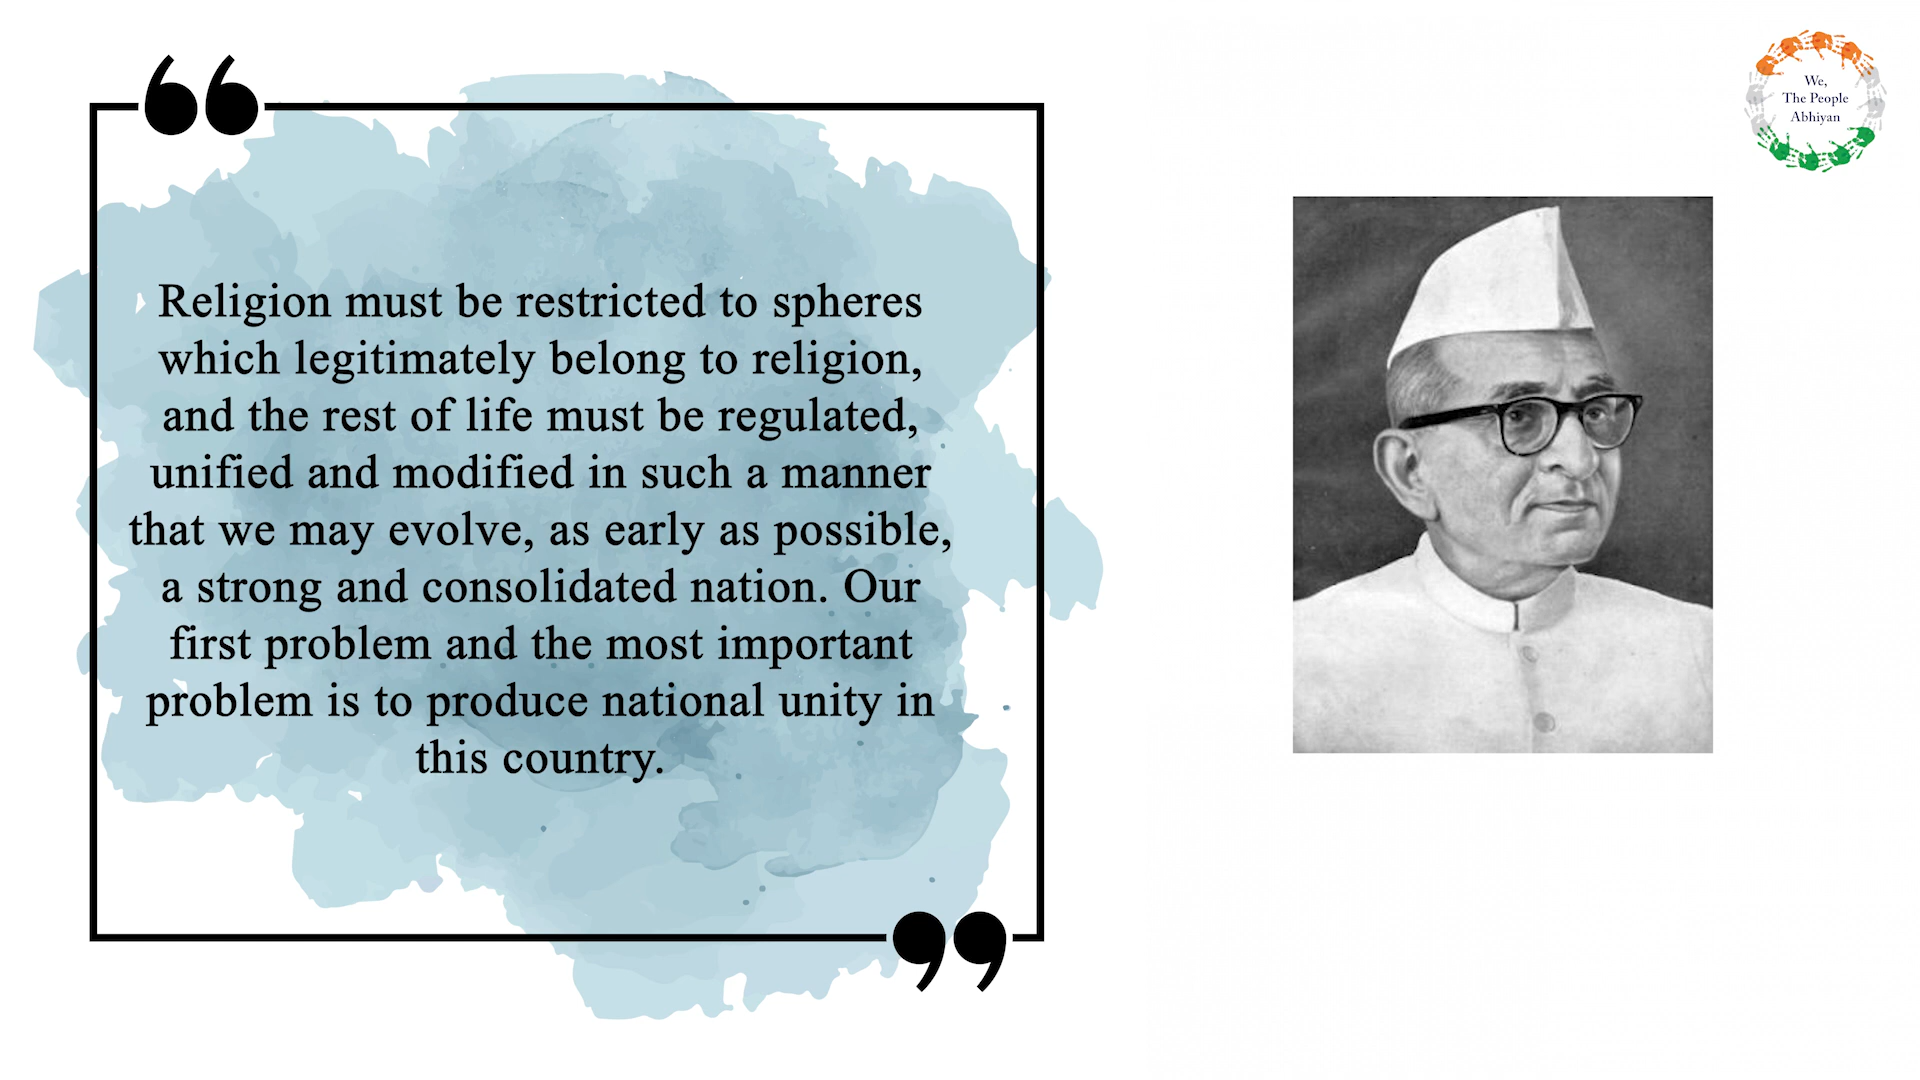 Religion must be restricted to spheres
which legitimately belong to religion,
and the rest of life must be regulated,
unified and modified in such a manner
that we may evolve, as early as possible,
a strong and consolidated nation. Our
first problem and the most important
problem is to produce national unity in
this country.
We,
The People
Abhiyan